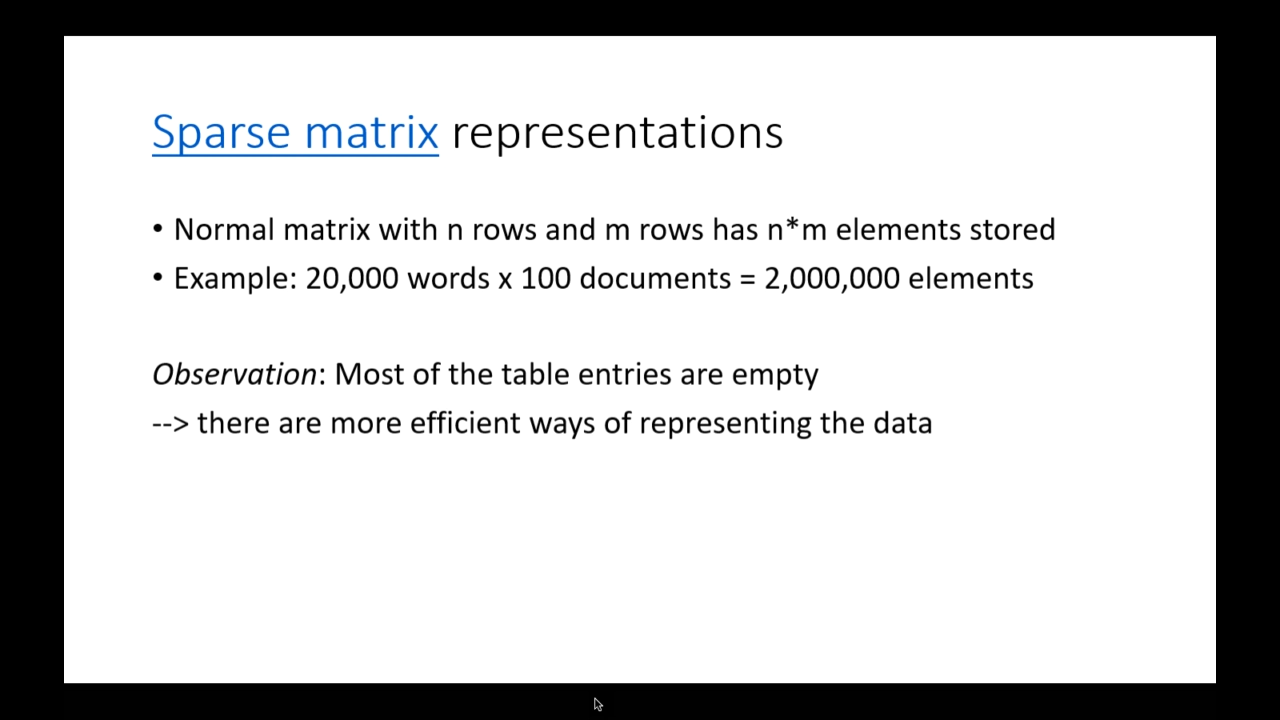 Sparse matrix representations
• Normal matrix with n rows and m rows has n*m elements stored
• Example: 20,000 words x 100 documents = 2,000,000 elements
Observation: Most of the table entries are empty
--> there are more efficient ways of representing the data